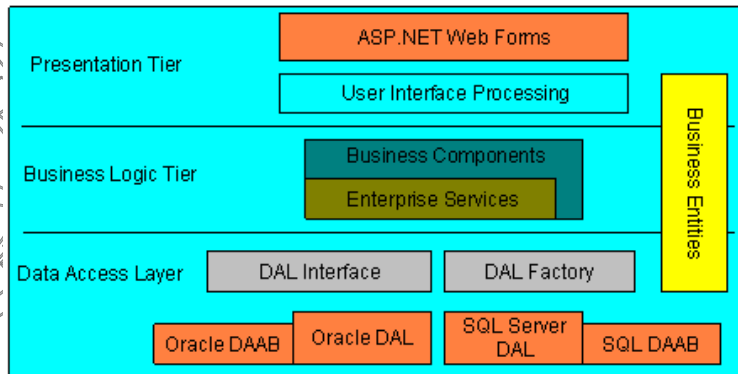 ASP.NET Web Forms
Presentation Tier
User Interface Processing
Business Entities
Business Logic Tier
Business Components
Enterprise Services
Data Access Layer
DAL Interface
DAL Factory
Oracle DAAB
Oracle DAL
SQL Server
DAL
SQL DAAB